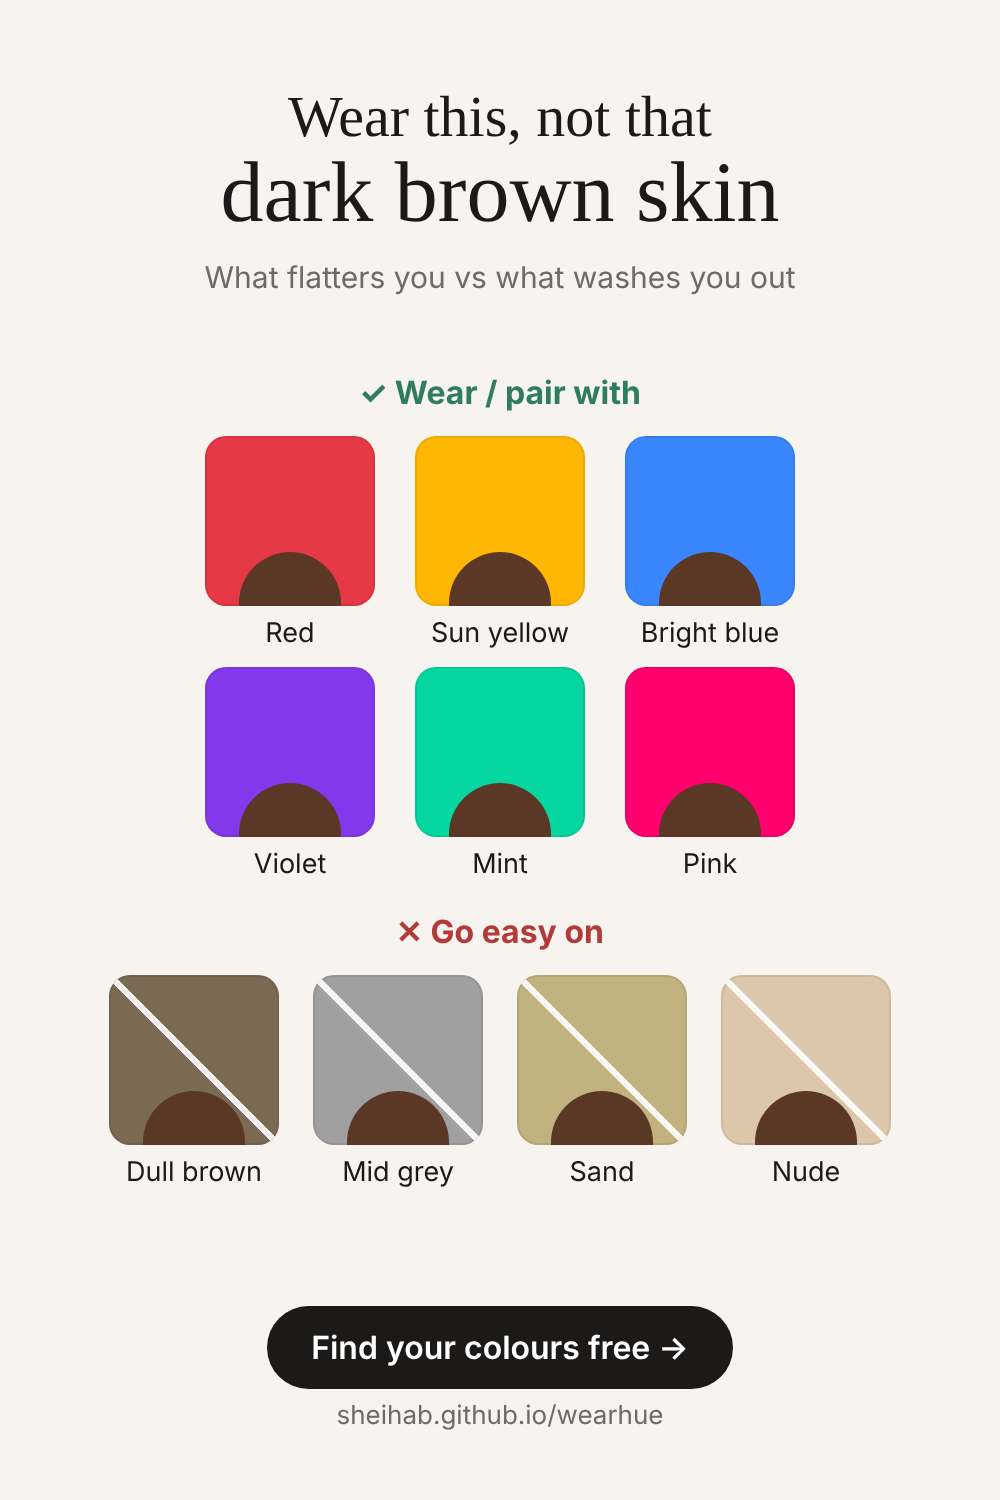 Wear this, not that
dark brown skin
What flatters you vs what washes you out
✓ Wear / pair with
Red
Sun yellow
Bright blue
Violet
Mint
Pink
✕ Go easy on
Dull brown
Mid grey
Sand
Nude
Find your colours free →
sheihab.github.io/wearhue